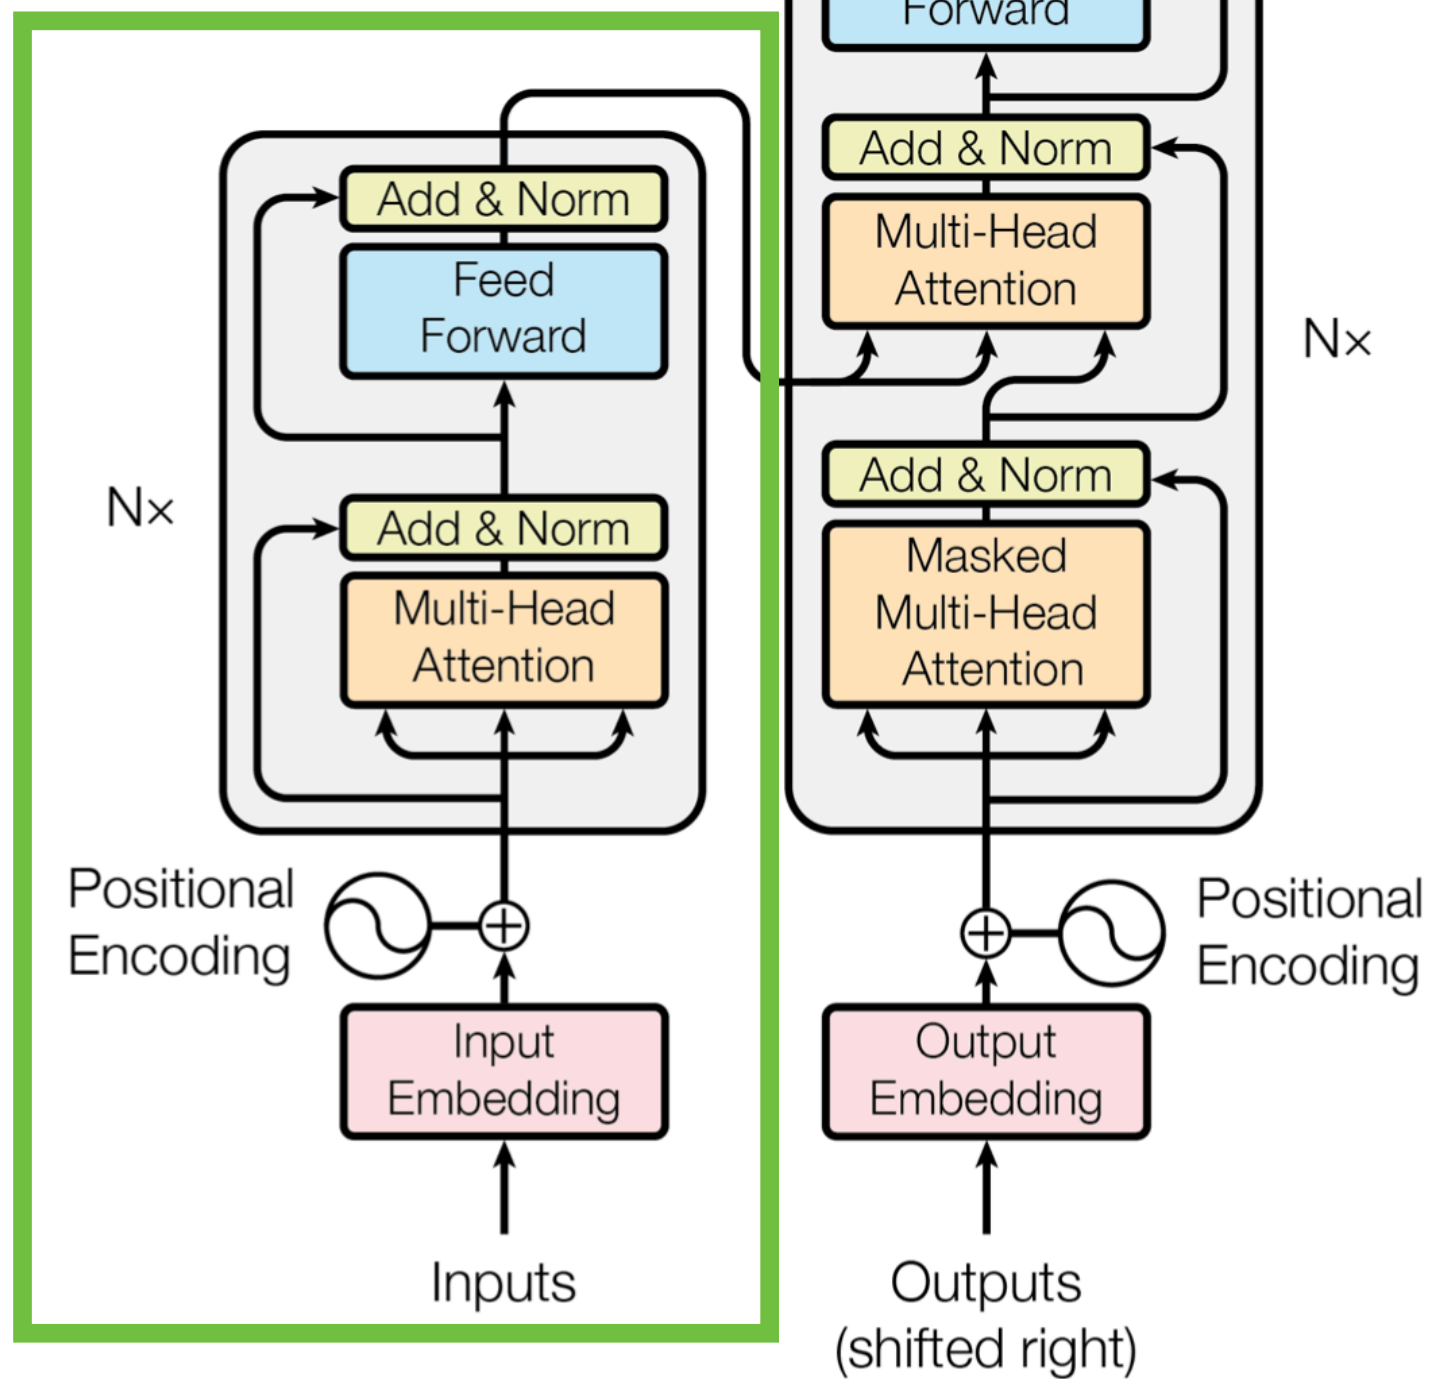 Add & Norm
Feed
Forward
Nx
Add & Norm
Multi-Head
Attention
Positional
Encoding
Input
Embedding
Inputs
Forward
Add & Norm
Multi-Head
Attention
Nx
Add & Norm
Masked
Multi-Head
Attention
Positional
Encoding
Output
Embedding
Outputs
(shifted right)